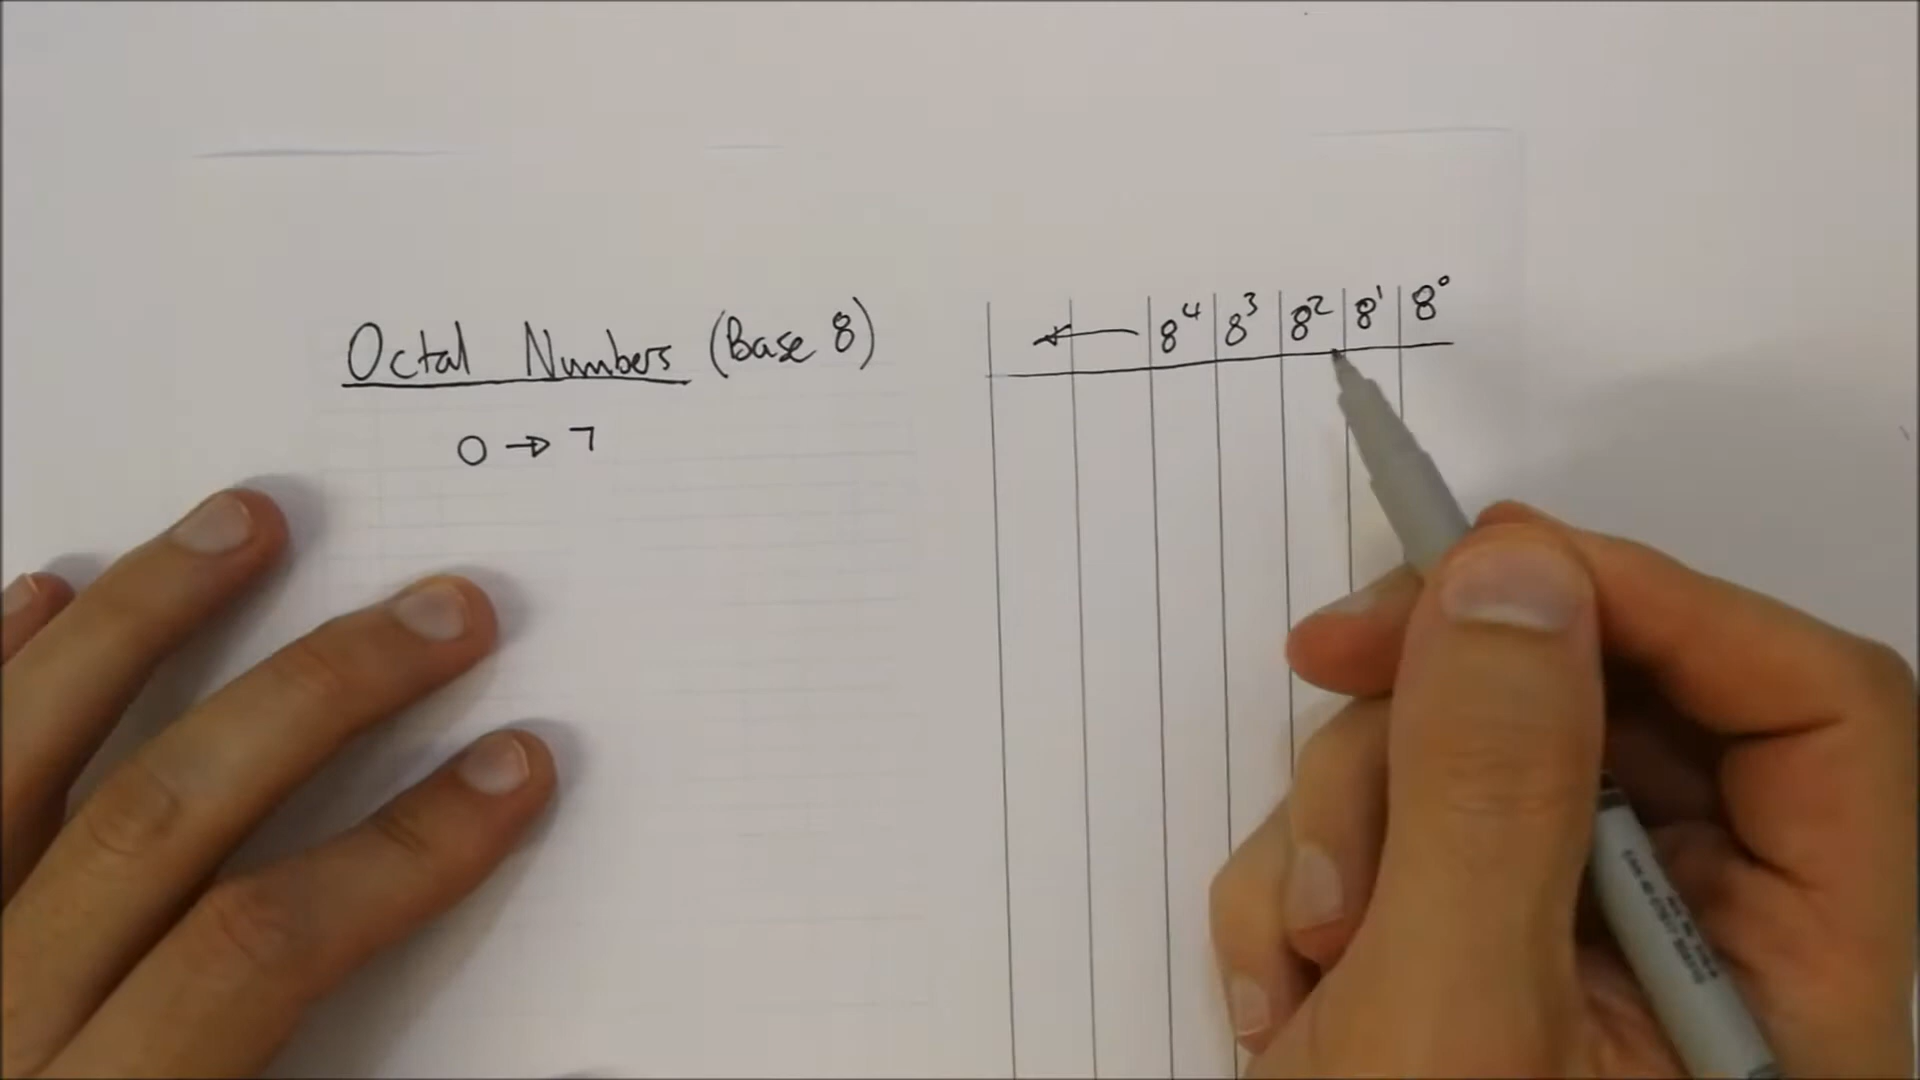 Octal Numbers (Base 8)
0 → 7
← 8⁴ 8³ 8² 8¹ 8⁰